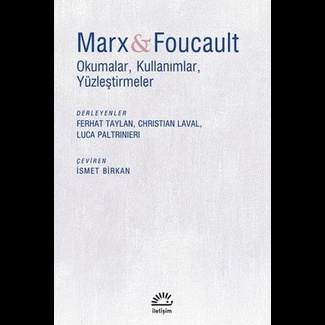 Marx&Foucault
Okumalar, Kullanımlar,
Yüzleştirmeler
DERLEYENLER
FERHAT TAYLAN, CHRISTIAN LAVAL,
LUCA PALTRINIERI
ÇEVİREN
İSMET BİRKAN
iletişim